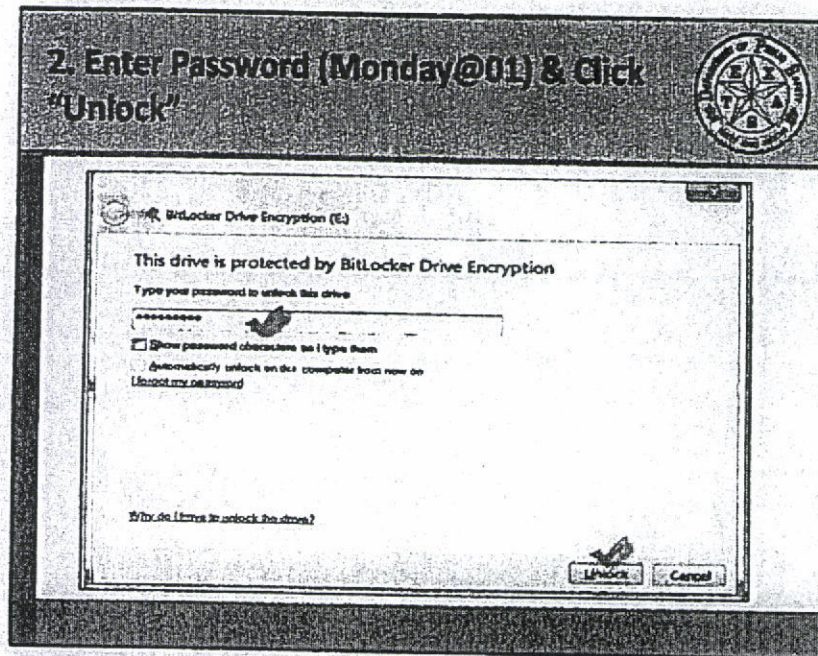 2. Enter Password (Monday@01) & Click
"Unlock"
E X
T A
S
BitLocker Drive Encryption (E:)
This drive is protected by BitLocker Drive Encryption
Type your password to unlock this drive
•••••••••
Show password characters as I type them
Automatically unlock on this computer from now on
I forgot my password
Why do I have to unlock the drive?
Unlock
Cancel